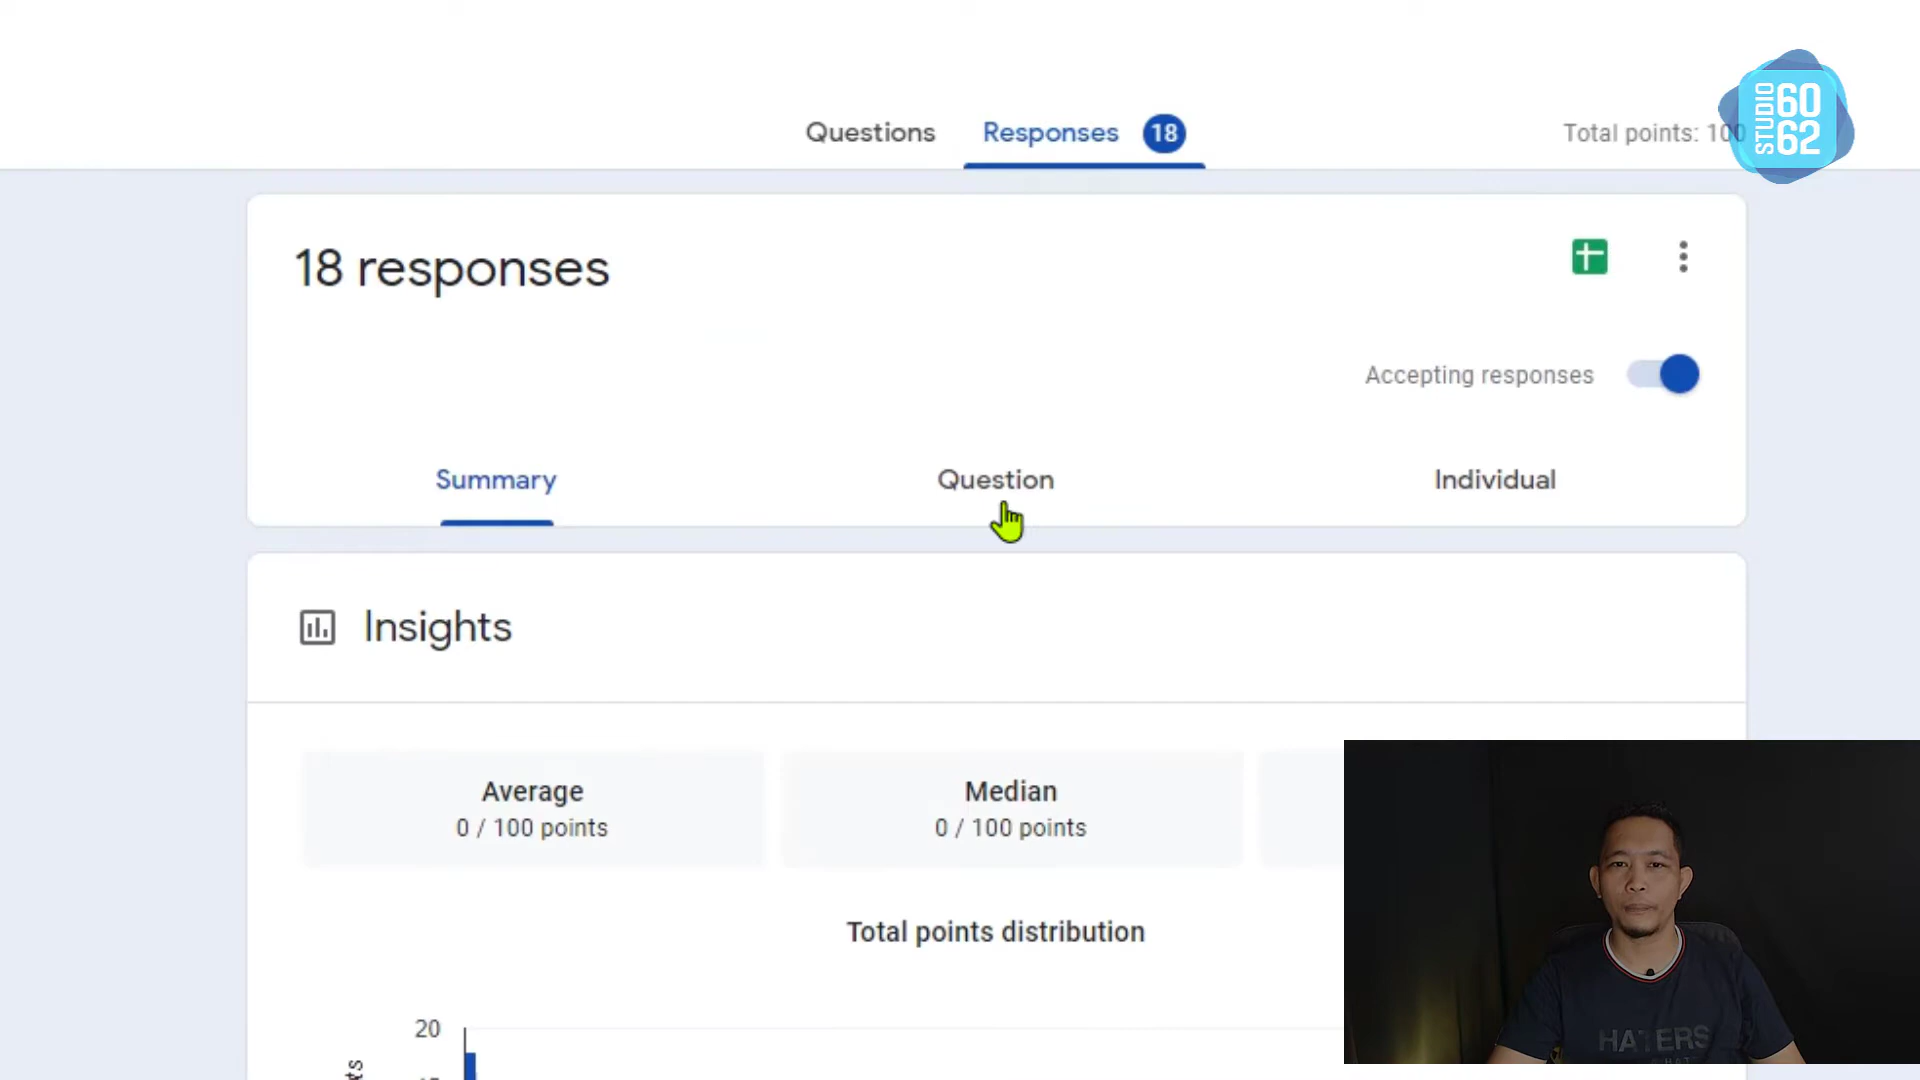 Questions
Responses 18
Total points: 100
STUDIO 60 62
18 responses
Accepting responses
Summary
Question
Individual
Insights
Average
0 / 100 points
Median
0 / 100 points
Total points distribution
20
HATERS